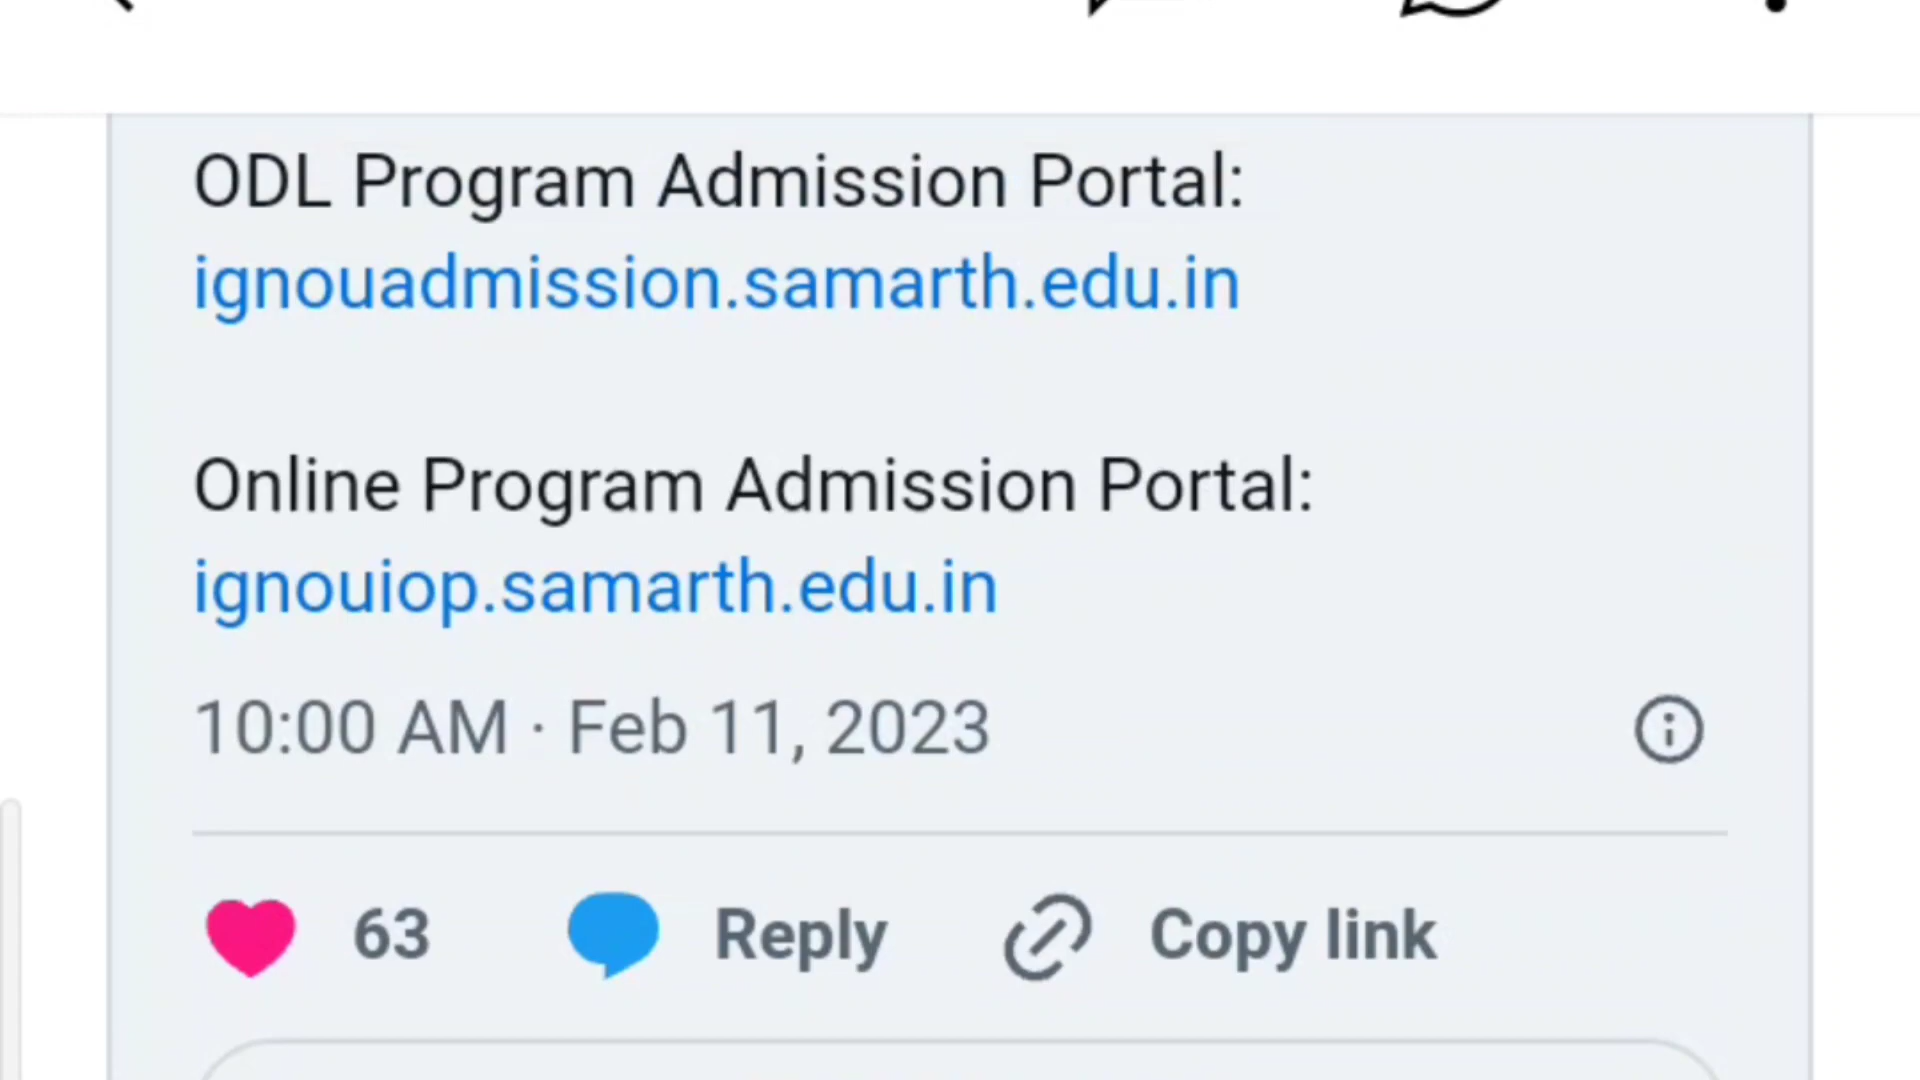 ODL Program Admission Portal:
ignouadmission.samarth.edu.in
Online Program Admission Portal:
ignouiop.samarth.edu.in
10:00 AM · Feb 11, 2023
63 Reply Copy link